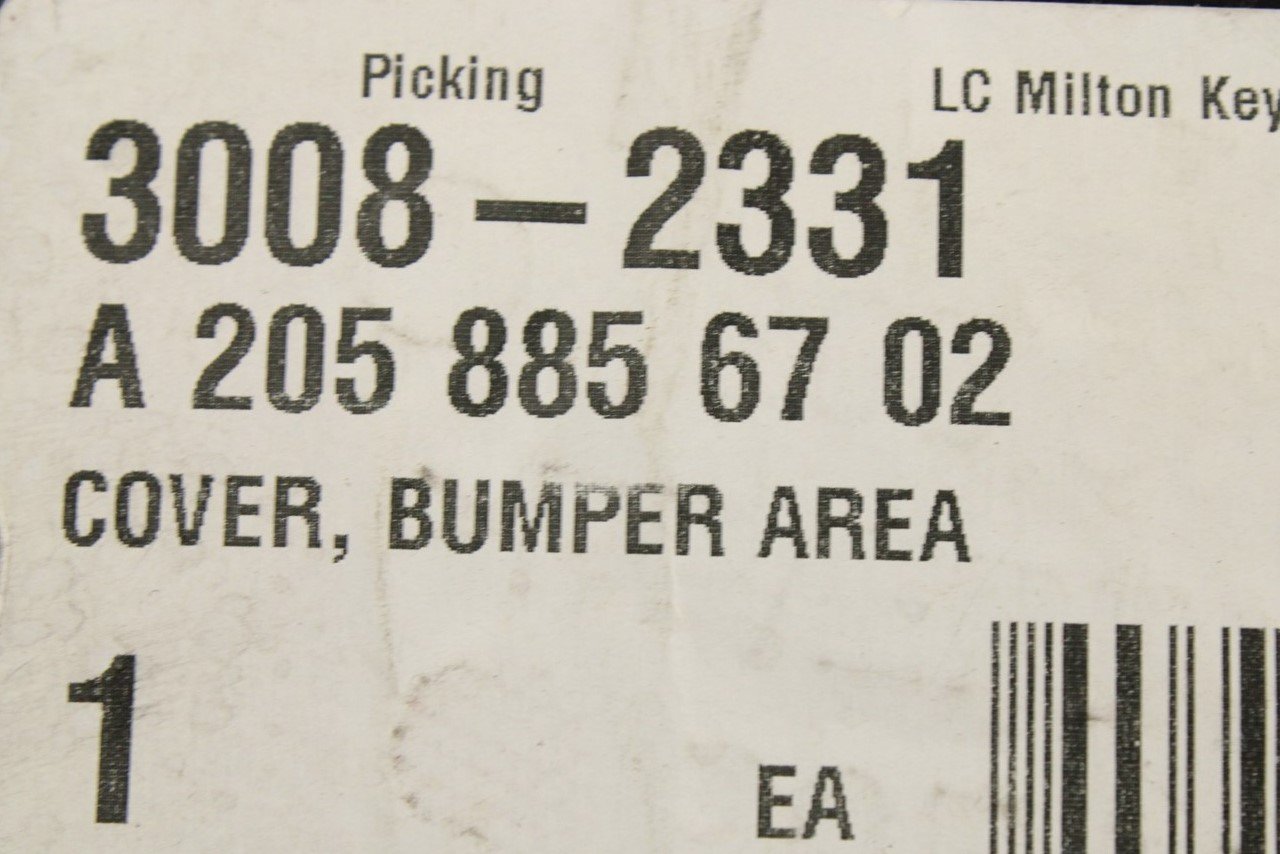 Picking LC Milton Key
3008-2331
A 205 885 67 02
COVER, BUMPER AREA
1 EA